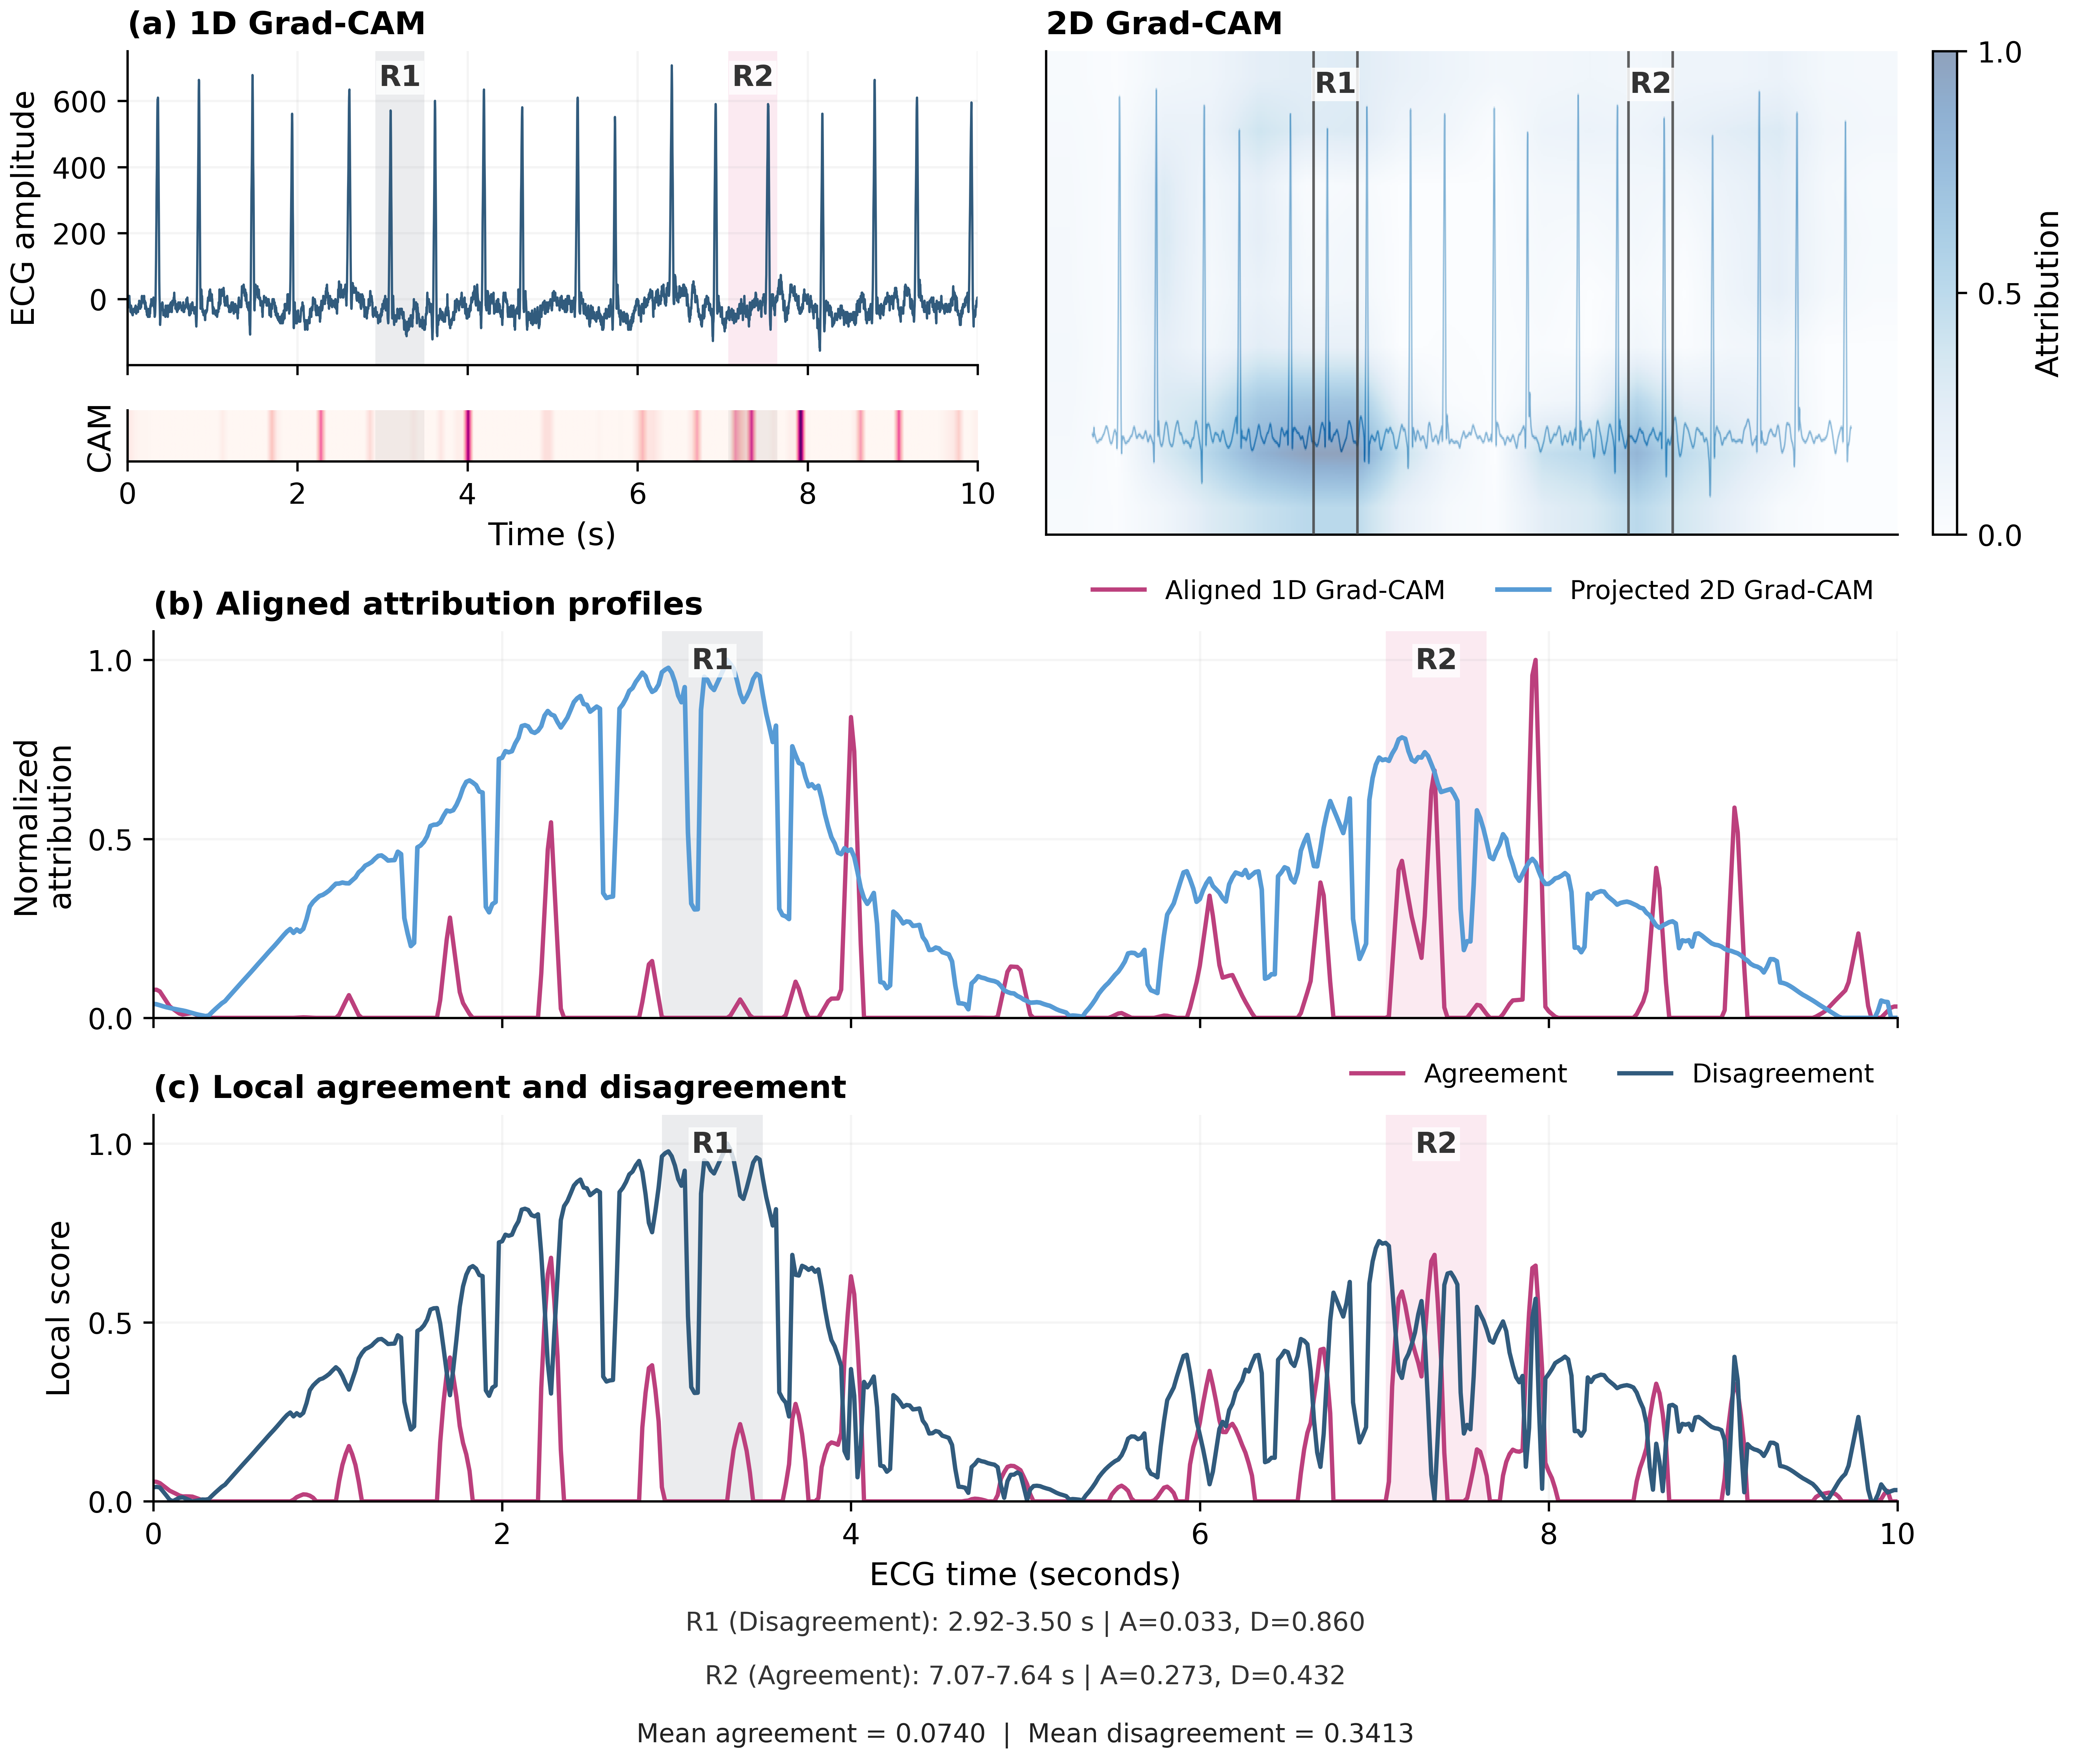 (a) 1D Grad-CAM
R1
R2
ECG amplitude
600
400
200
0
CAM
0
2
4
6
8
10
Time (s)
2D Grad-CAM
R1
R2
1.0
0.5
0.0
Attribution
(b) Aligned attribution profiles
Aligned 1D Grad-CAM
Projected 2D Grad-CAM
R1
R2
Normalized
attribution
1.0
0.5
0.0
(c) Local agreement and disagreement
Agreement
Disagreement
R1
R2
Local score
1.0
0.5
0.0
0
2
4
6
8
10
ECG time (seconds)
R1 (Disagreement): 2.92-3.50 s | A=0.033, D=0.860
R2 (Agreement): 7.07-7.64 s | A=0.273, D=0.432
Mean agreement = 0.0740 | Mean disagreement = 0.3413